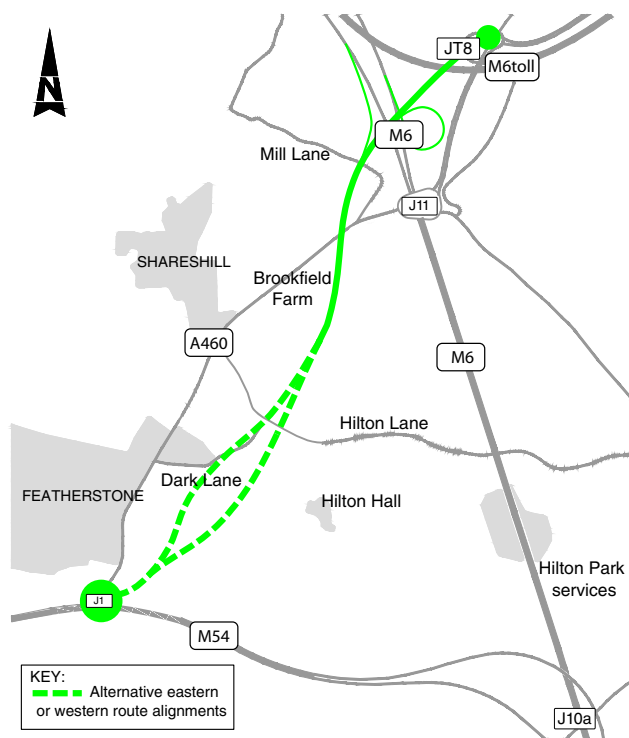 JT8
M6toll
N
M6
Mill Lane
J11
SHARESHILL
Brookfield
Farm
A460
M6
Hilton Lane
Dark Lane
FEATHERSTONE
Hilton Hall
Hilton Park
services
J1
M54
KEY:
Alternative eastern
or western route alignments
J10a